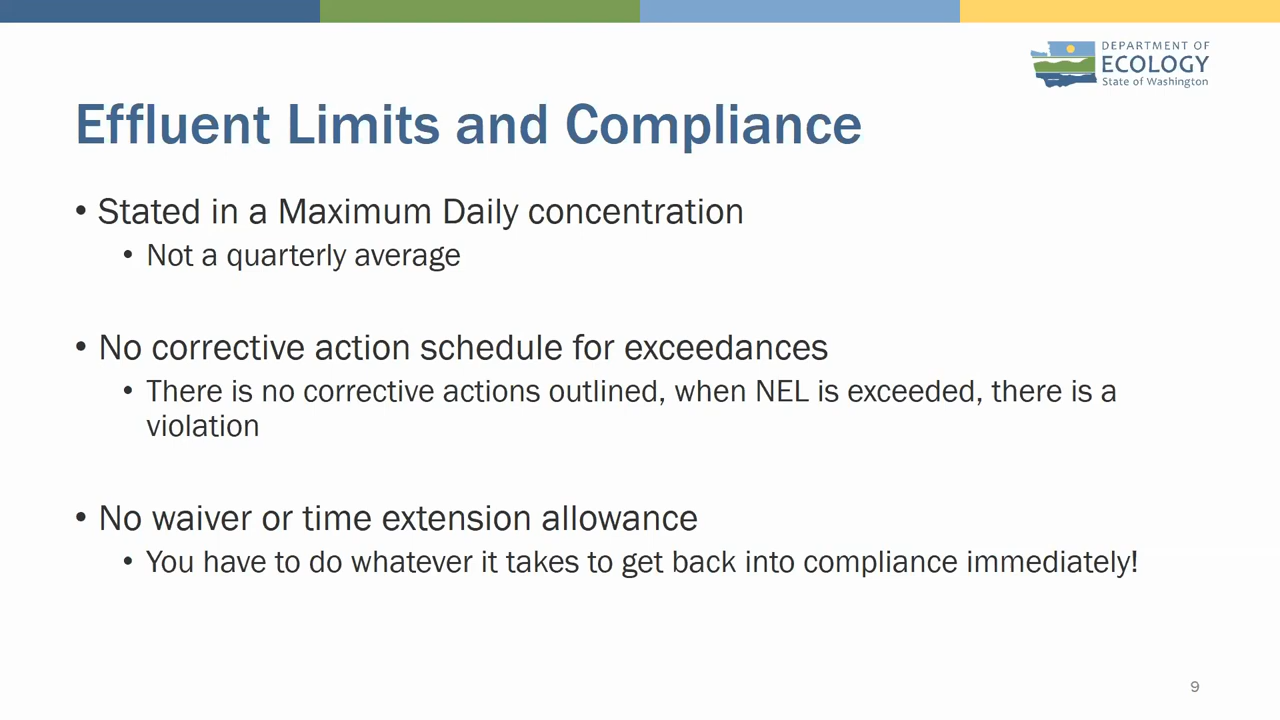 DEPARTMENT OF
ECOLOGY
State of Washington
Effluent Limits and Compliance
• Stated in a Maximum Daily concentration
• Not a quarterly average
• No corrective action schedule for exceedances
• There is no corrective actions outlined, when NEL is exceeded, there is a
violation
• No waiver or time extension allowance
• You have to do whatever it takes to get back into compliance immediately!
9